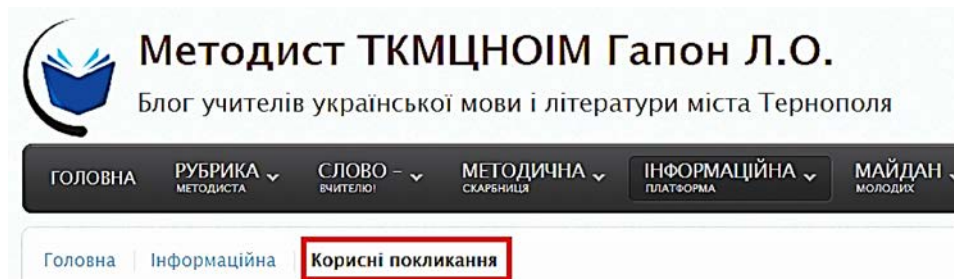 Методист ТКМЦНОІМ Гапон Л.О.
Блог учителів української мови і літератури міста Тернополя
ГОЛОВНА РУБРИКА СЛОВО – МЕТОДИЧНА ІНФОРМАЦІЙНА МАЙДАН
МЕТОДИСТА ВЧИТЕЛЮ! СКАРБНИЦЯ ПЛАТФОРМА МОЛОДИХ
Головна Інформаційна Корисні покликання